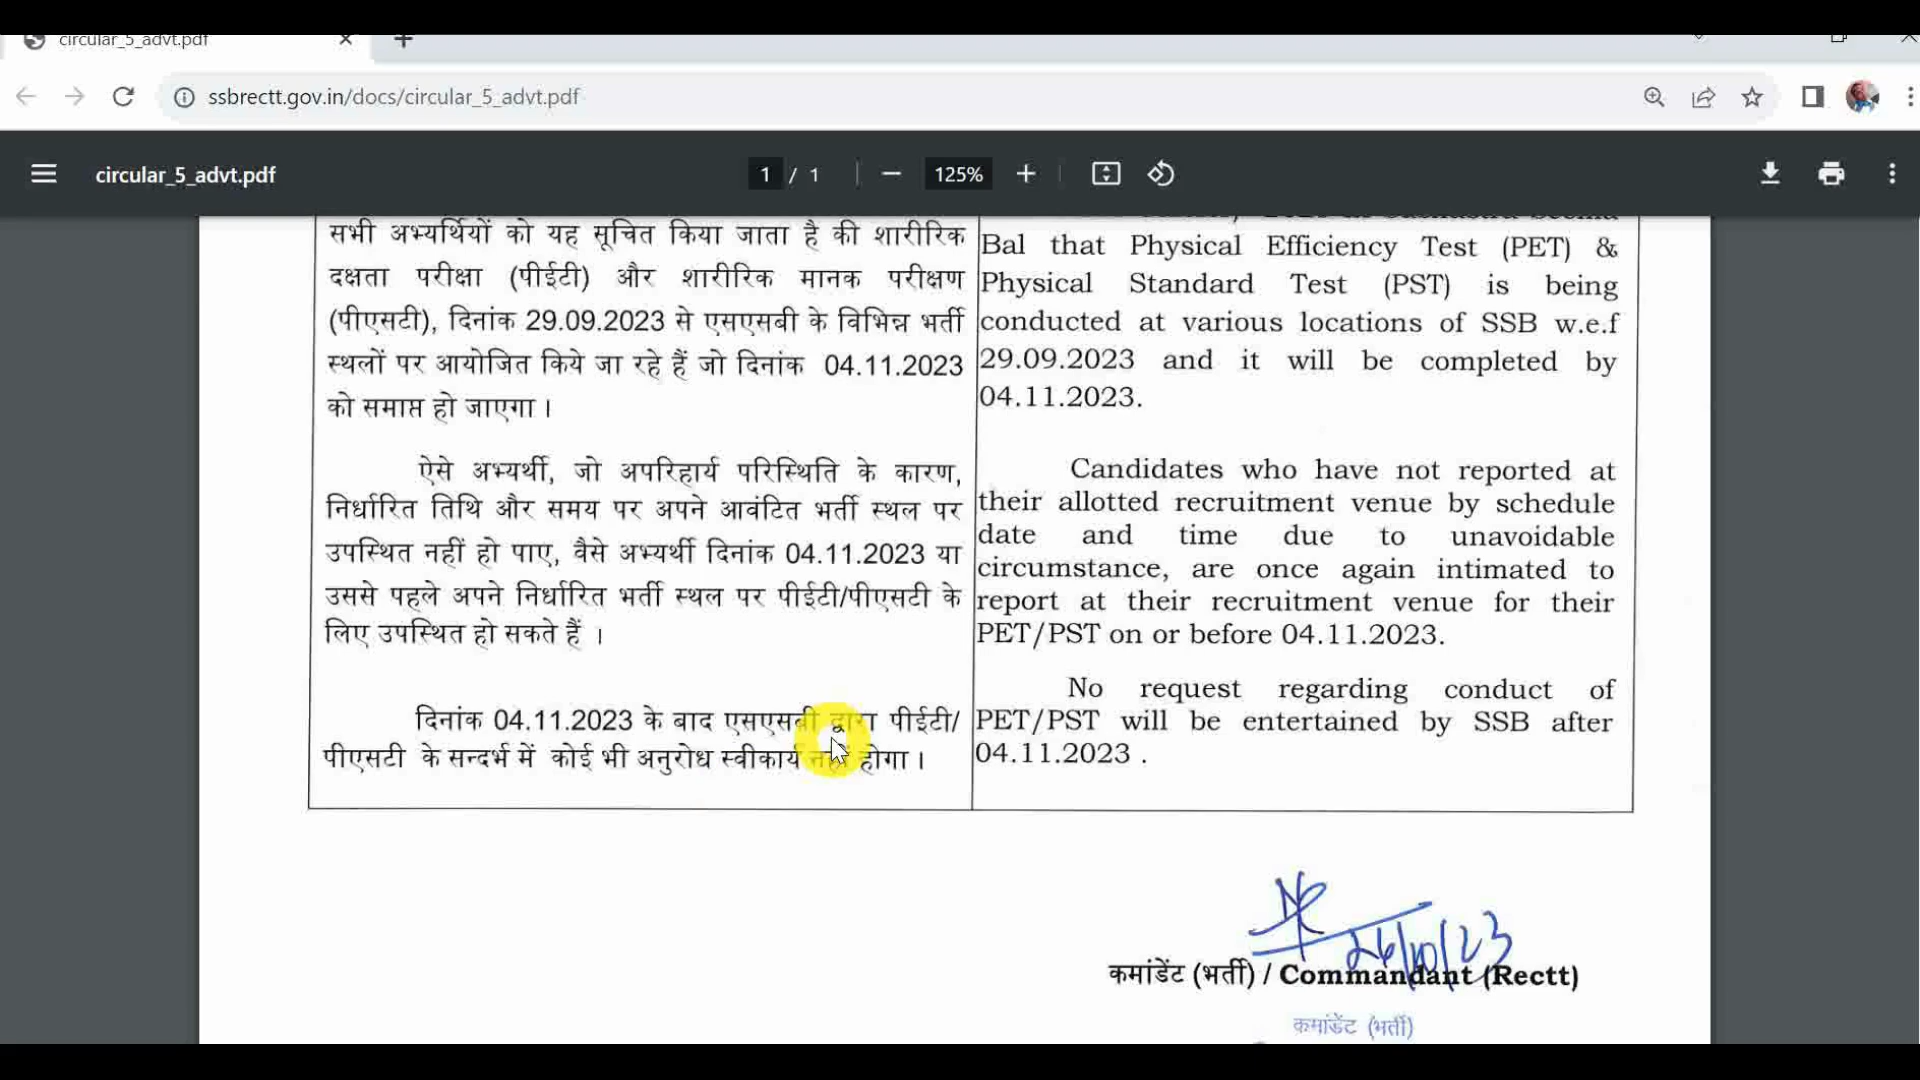 circular_5_advt.pdf
ssbrectt.gov.in/docs/circular_5_advt.pdf
circular_5_advt.pdf
1 / 1
125%
सभी अभ्यर्थियों को यह सूचित किया जाता है की शारीरिक
दक्षता परीक्षा (पीईटी) और शारीरिक मानक परीक्षण
(पीएसटी), दिनांक 29.09.2023 से एसएसबी के विभिन्न भर्ती
स्थलों पर आयोजित किये जा रहे हैं जो दिनांक 04.11.2023
को समाप्त हो जाएगा ।
ऐसे अभ्यर्थी, जो अपरिहार्य परिस्थिति के कारण,
निर्धारित तिथि और समय पर अपने आवंटित भर्ती स्थल पर
उपस्थित नहीं हो पाए, वैसे अभ्यर्थी दिनांक 04.11.2023 या
उससे पहले अपने निर्धारित भर्ती स्थल पर पीईटी/पीएसटी के
लिए उपस्थित हो सकते हैं ।
दिनांक 04.11.2023 के बाद एसएसबी द्वारा पीईटी/
पीएसटी के सन्दर्भ में कोई भी अनुरोध स्वीकार्य नहीं होगा ।
Bal that Physical Efficiency Test (PET) &
Physical Standard Test (PST) is being
conducted at various locations of SSB w.e.f
29.09.2023 and it will be completed by
04.11.2023.
Candidates who have not reported at
their allotted recruitment venue by schedule
date and time due to unavoidable
circumstance, are once again intimated to
report at their recruitment venue for their
PET/PST on or before 04.11.2023.
No request regarding conduct of
PET/PST will be entertained by SSB after
04.11.2023 .
26/10/23
कमांडेंट (भर्ती) / Commandant (Rectt)
कमांडेंट (भर्ती)